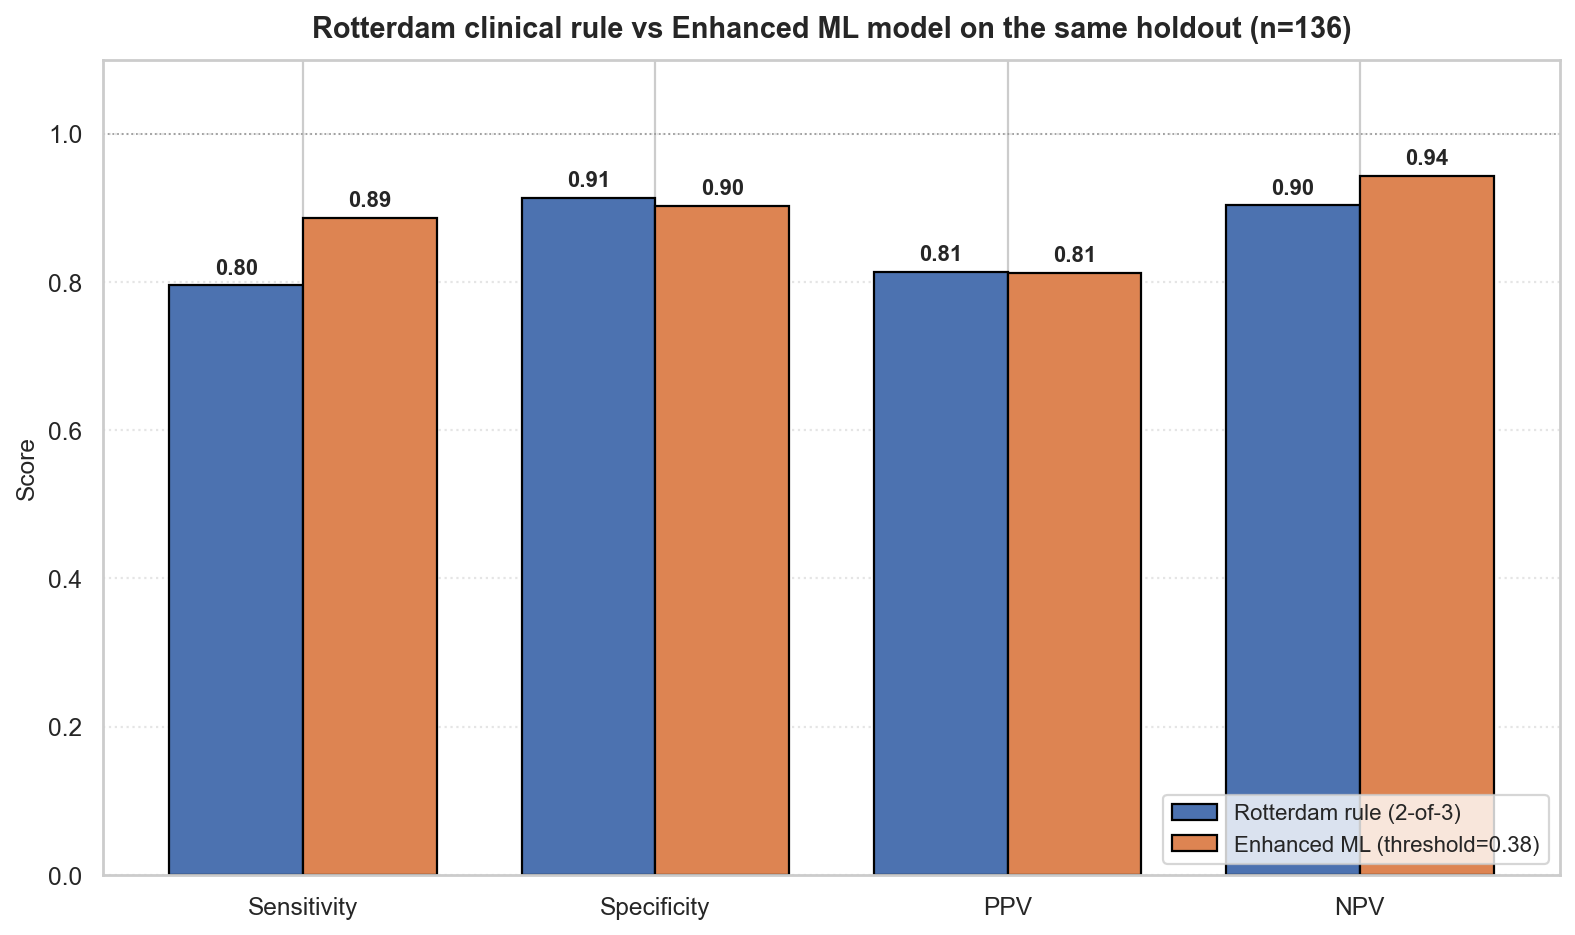 Rotterdam clinical rule vs Enhanced ML model on the same holdout (n=136)
Score
1.0
0.8
0.6
0.4
0.2
0.0
0.80
0.89
0.91
0.90
0.81
0.81
0.90
0.94
Sensitivity
Specificity
PPV
NPV
Rotterdam rule (2-of-3)
Enhanced ML (threshold=0.38)